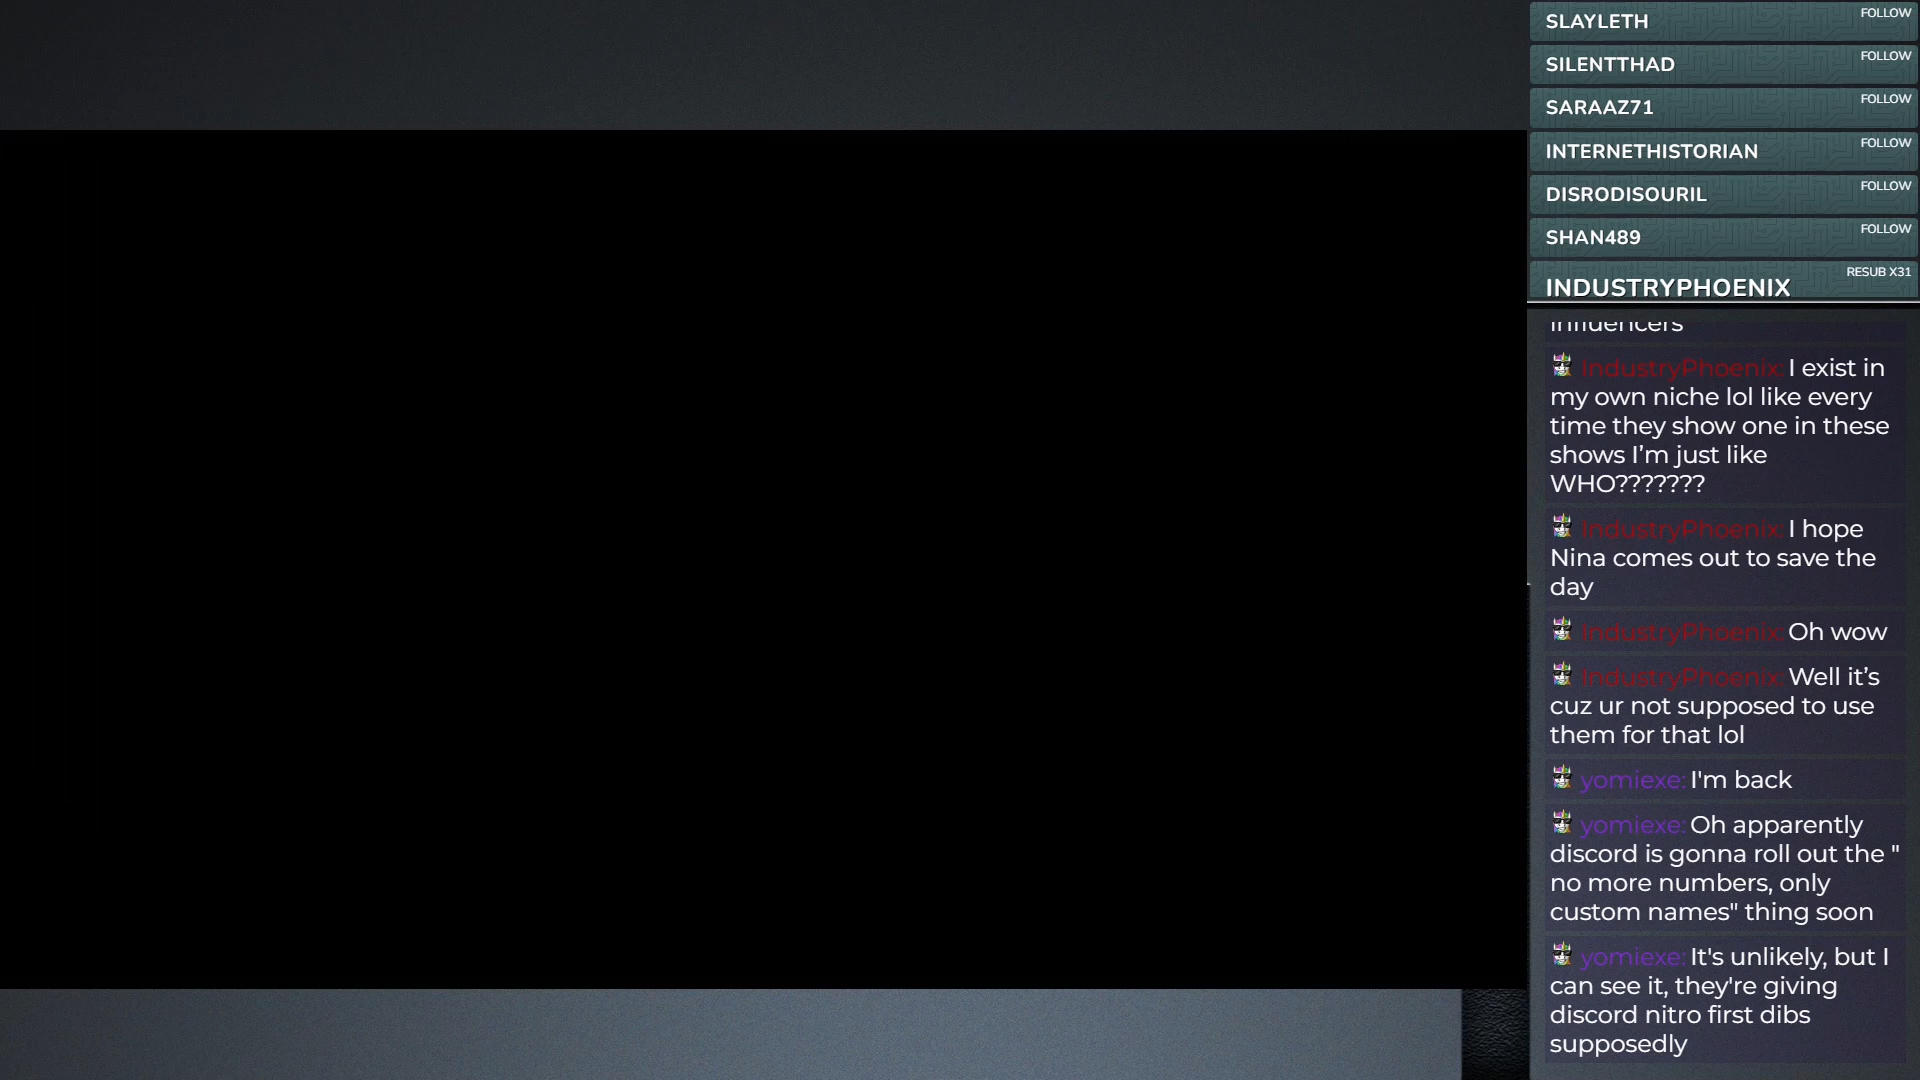 SLAYLETH
FOLLOW
SILENTTHAD
FOLLOW
SARAAZ71
FOLLOW
INTERNETHISTORIAN
FOLLOW
DISRODISOURIL
FOLLOW
SHAN489
FOLLOW
INDUSTRYPHOENIX
RESUB X31
influencers
IndustryPhoenix: I exist in
my own niche lol like every
time they show one in these
shows I’m just like
WHO???????
IndustryPhoenix: I hope
Nina comes out to save the
day
IndustryPhoenix: Oh wow
IndustryPhoenix: Well it’s
cuz ur not supposed to use
them for that lol
yomiexe: I'm back
yomiexe: Oh apparently
discord is gonna roll out the "
no more numbers, only
custom names" thing soon
yomiexe: It's unlikely, but I
can see it, they're giving
discord nitro first dibs
supposedly